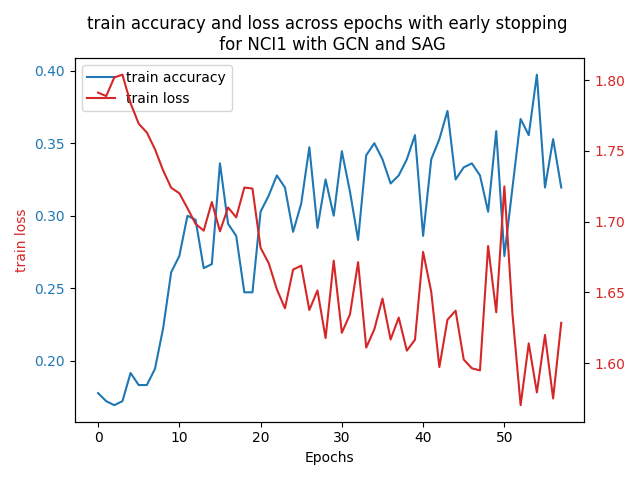 train accuracy and loss across epochs with early stopping
for NCI1 with GCN and SAG
train accuracy
train loss
0.40
0.35
0.30
0.25
0.20
train loss
1.80
1.75
1.70
1.65
1.60
0 10 20 30 40 50
Epochs